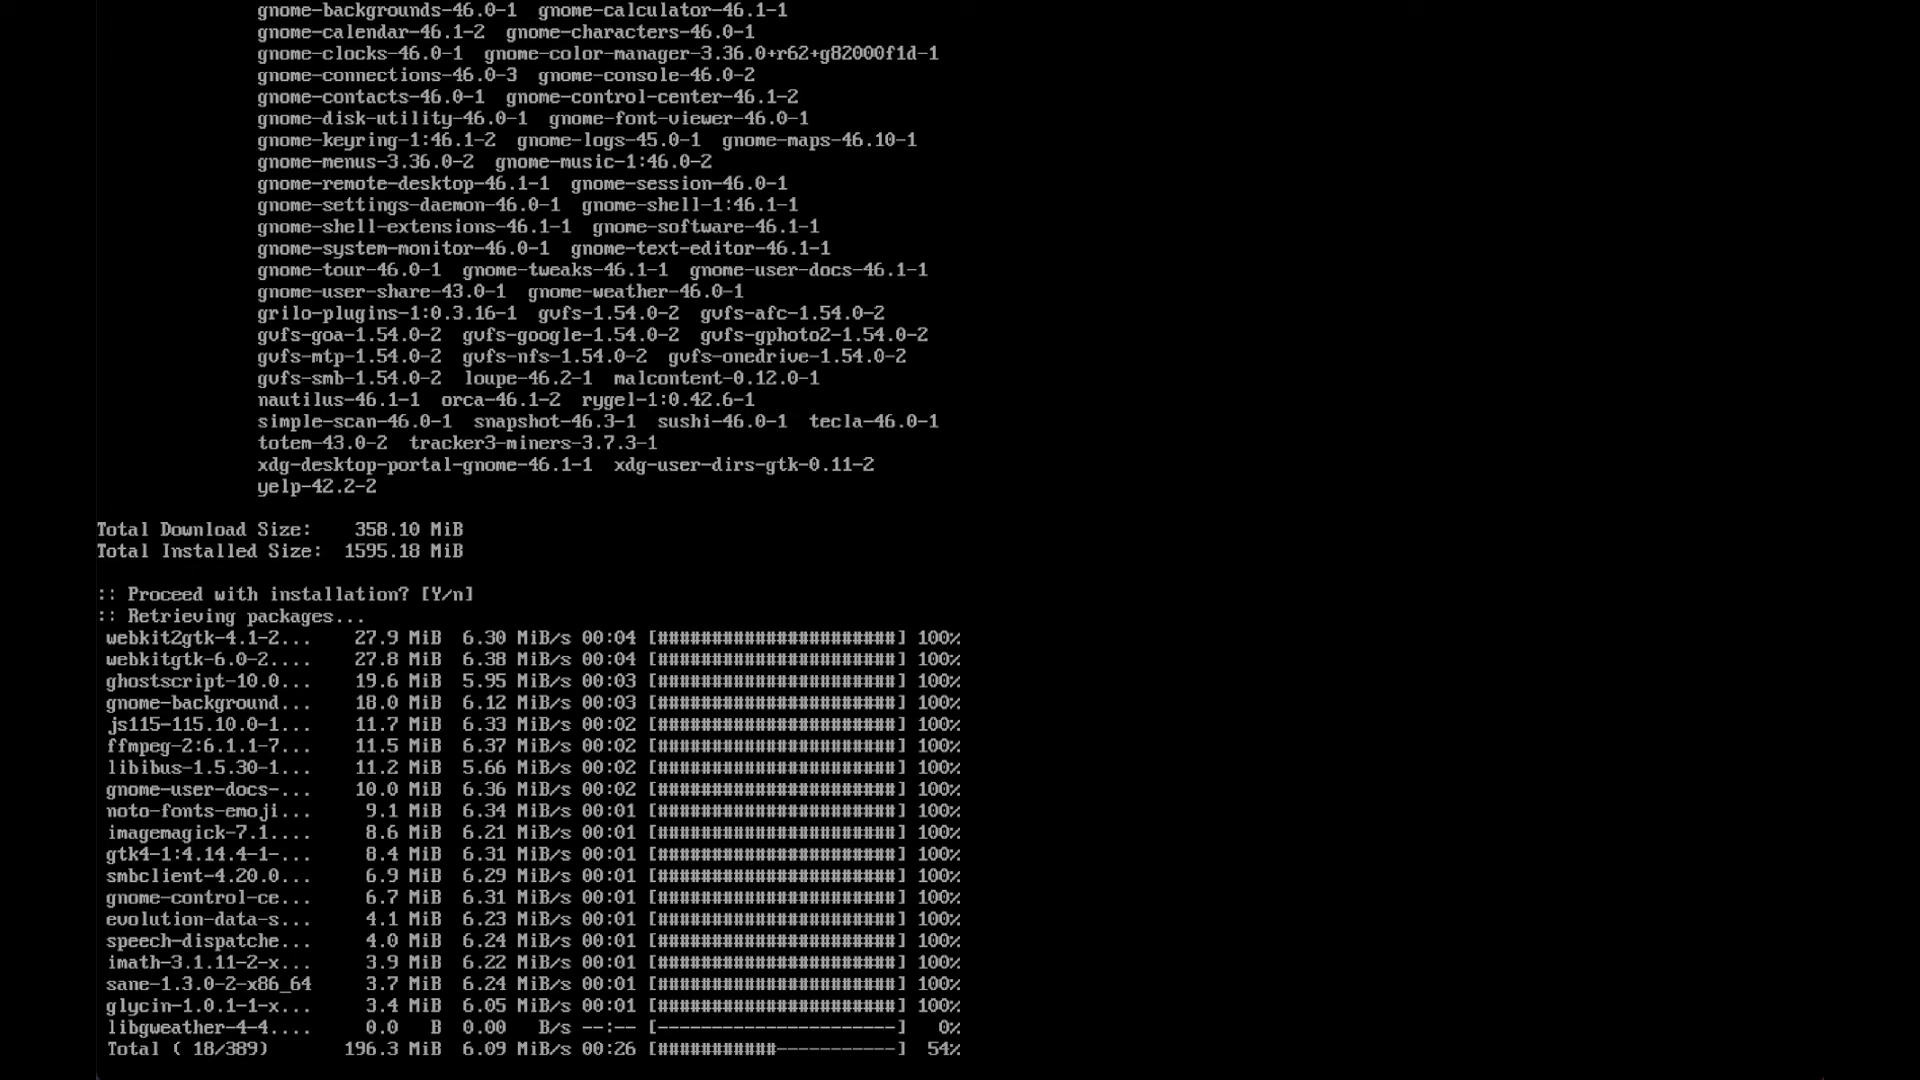 gnome-backgrounds-46.0-1  gnome-calculator-46.1-1
gnome-calendar-46.1-2  gnome-characters-46.0-1
gnome-clocks-46.0-1  gnome-color-manager-3.36.0+r62+g82000f1d-1
gnome-connections-46.0-3  gnome-console-46.0-2
gnome-contacts-46.0-1  gnome-control-center-46.1-2
gnome-disk-utility-46.0-1  gnome-font-viewer-46.0-1
gnome-keyring-1:46.1-2  gnome-logs-45.0-1  gnome-maps-46.10-1
gnome-menus-3.36.0-2  gnome-music-1:46.0-2
gnome-remote-desktop-46.1-1  gnome-session-46.0-1
gnome-settings-daemon-46.0-1  gnome-shell-1:46.1-1
gnome-shell-extensions-46.1-1  gnome-software-46.1-1
gnome-system-monitor-46.0-1  gnome-text-editor-46.1-1
gnome-tour-46.0-1  gnome-tweaks-46.1-1  gnome-user-docs-46.1-1
gnome-user-share-43.0-1  gnome-weather-46.0-1
grilo-plugins-1:0.3.16-1  gvfs-1.54.0-2  gvfs-afc-1.54.0-2
gvfs-goa-1.54.0-2  gvfs-google-1.54.0-2  gvfs-gphoto2-1.54.0-2
gvfs-mtp-1.54.0-2  gvfs-nfs-1.54.0-2  gvfs-onedrive-1.54.0-2
gvfs-smb-1.54.0-2  loupe-46.2-1  malcontent-0.12.0-1
nautilus-46.1-1  orca-46.1-2  rygel-1:0.42.6-1
simple-scan-46.0-1  snapshot-46.3-1  sushi-46.0-1  tecla-46.0-1
totem-43.0-2  tracker3-miners-3.7.3-1
xdg-desktop-portal-gnome-46.1-1  xdg-user-dirs-gtk-0.11-2
yelp-42.2-2
Total Download Size:    358.10 MiB
Total Installed Size:  1595.18 MiB
:: Proceed with installation? [Y/n]
:: Retrieving packages...
webkit2gtk-4.1-2...    27.9 MiB  6.30 MiB/s 00:04 [######################] 100%
webkitgtk-6.0-2....    27.8 MiB  6.38 MiB/s 00:04 [######################] 100%
ghostscript-10.0...    19.6 MiB  5.95 MiB/s 00:03 [######################] 100%
gnome-background...    18.0 MiB  6.12 MiB/s 00:03 [######################] 100%
js115-115.10.0-1...    11.7 MiB  6.33 MiB/s 00:02 [######################] 100%
ffmpeg-2:6.1.1-7...    11.5 MiB  6.37 MiB/s 00:02 [######################] 100%
libibus-1.5.30-1...    11.2 MiB  5.66 MiB/s 00:02 [######################] 100%
gnome-user-docs-...    10.0 MiB  6.36 MiB/s 00:02 [######################] 100%
noto-fonts-emoji...     9.1 MiB  6.34 MiB/s 00:01 [######################] 100%
imagemagick-7.1....     8.6 MiB  6.21 MiB/s 00:01 [######################] 100%
gtk4-1:4.14.4-1-...     8.4 MiB  6.31 MiB/s 00:01 [######################] 100%
smbclient-4.20.0...     6.9 MiB  6.29 MiB/s 00:01 [######################] 100%
gnome-control-ce...     6.7 MiB  6.31 MiB/s 00:01 [######################] 100%
evolution-data-s...     4.1 MiB  6.23 MiB/s 00:01 [######################] 100%
speech-dispatche...     4.0 MiB  6.24 MiB/s 00:01 [######################] 100%
imath-3.1.11-2-x...     3.9 MiB  6.22 MiB/s 00:01 [######################] 100%
sane-1.3.0-2-x86_64     3.7 MiB  6.24 MiB/s 00:01 [######################] 100%
glycin-1.0.1-1-x...     3.4 MiB  6.05 MiB/s 00:01 [######################] 100%
libgweather-4-4....     0.0   B  0.00   B/s --:-- [----------------------]   0%
Total ( 18/389)       196.3 MiB  6.09 MiB/s 00:26 [###########-----------]  54%